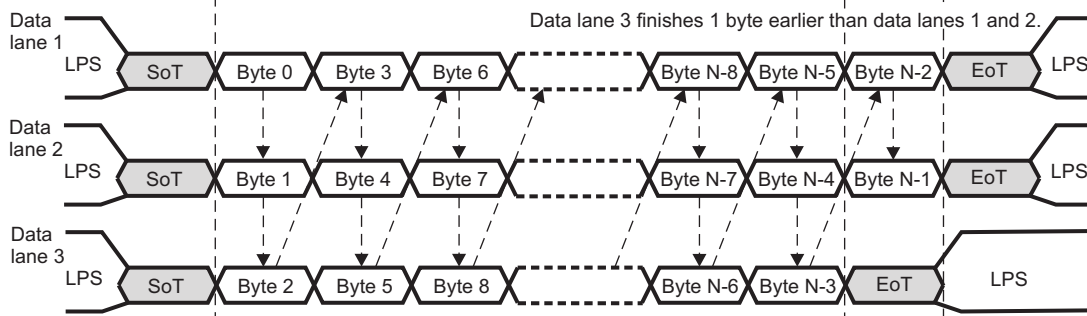 Data lane 3 finishes 1 byte earlier than data lanes 1 and 2.
Data
lane 1
LPS SoT Byte 0 Byte 3 Byte 6 Byte N-8 Byte N-5 Byte N-2 EoT LPS
Data
lane 2
LPS SoT Byte 1 Byte 4 Byte 7 Byte N-7 Byte N-4 Byte N-1 EoT LPS
Data
lane 3
LPS SoT Byte 2 Byte 5 Byte 8 Byte N-6 Byte N-3 EoT LPS